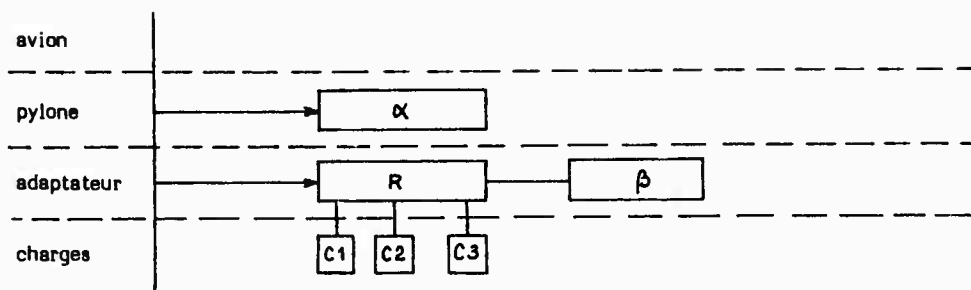 avion
pylone
α
adaptateur
R
β
charges
C1
C2
C3